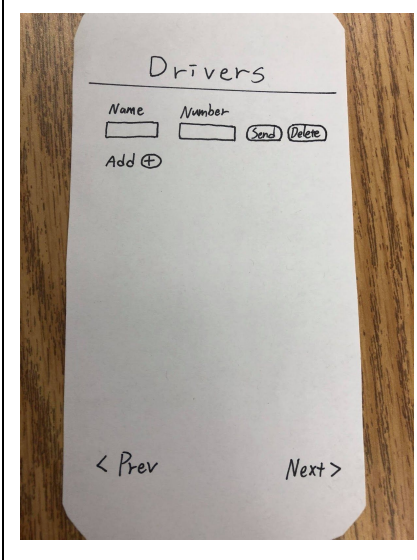 Drivers
Name Number
Send Delete
Add +
< Prev Next >